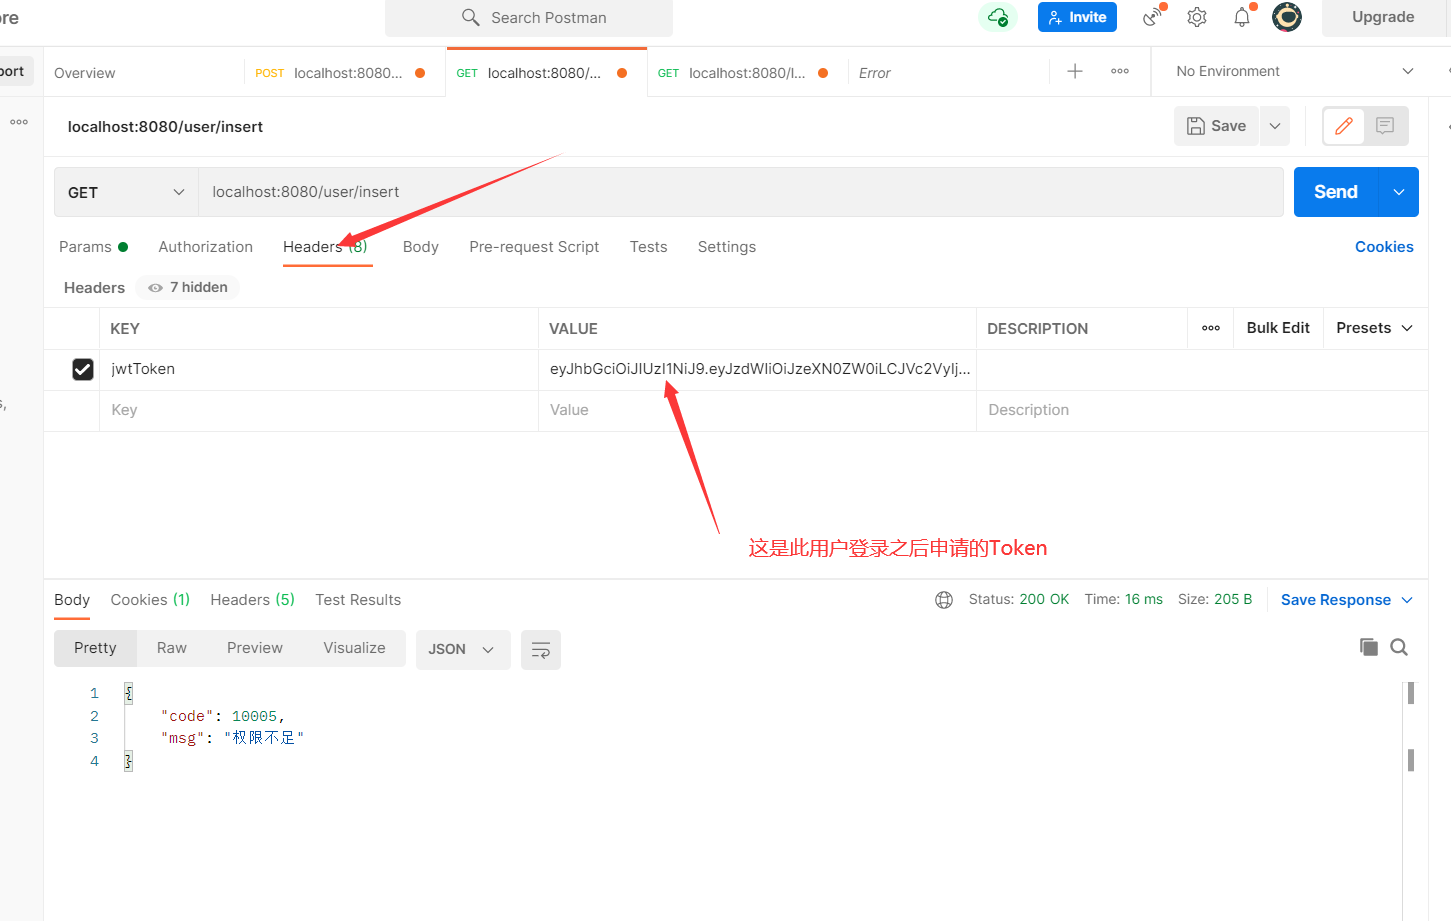 ore
Search Postman
Invite
Upgrade
port
Overview
POST localhost:8080...
GET localhost:8080/...
GET localhost:8080/l...
Error
No Environment
localhost:8080/user/insert
Save
GET
localhost:8080/user/insert
Send
Params
Authorization
Headers (8)
Body
Pre-request Script
Tests
Settings
Cookies
Headers
7 hidden
KEY
VALUE
DESCRIPTION
Bulk Edit
Presets
jwtToken
eyJhbGciOiJIUzI1NiJ9.eyJzdWIiOiJzeXN0ZW0iLCJVc2VyIj...
s,
Key
Value
Description
这是此用户登录之后申请的Token
Body
Cookies (1)
Headers (5)
Test Results
Status: 200 OK
Time: 16 ms
Size: 205 B
Save Response
Pretty
Raw
Preview
Visualize
JSON
1 {
2 "code": 10005,
3 "msg": "权限不足"
4 }